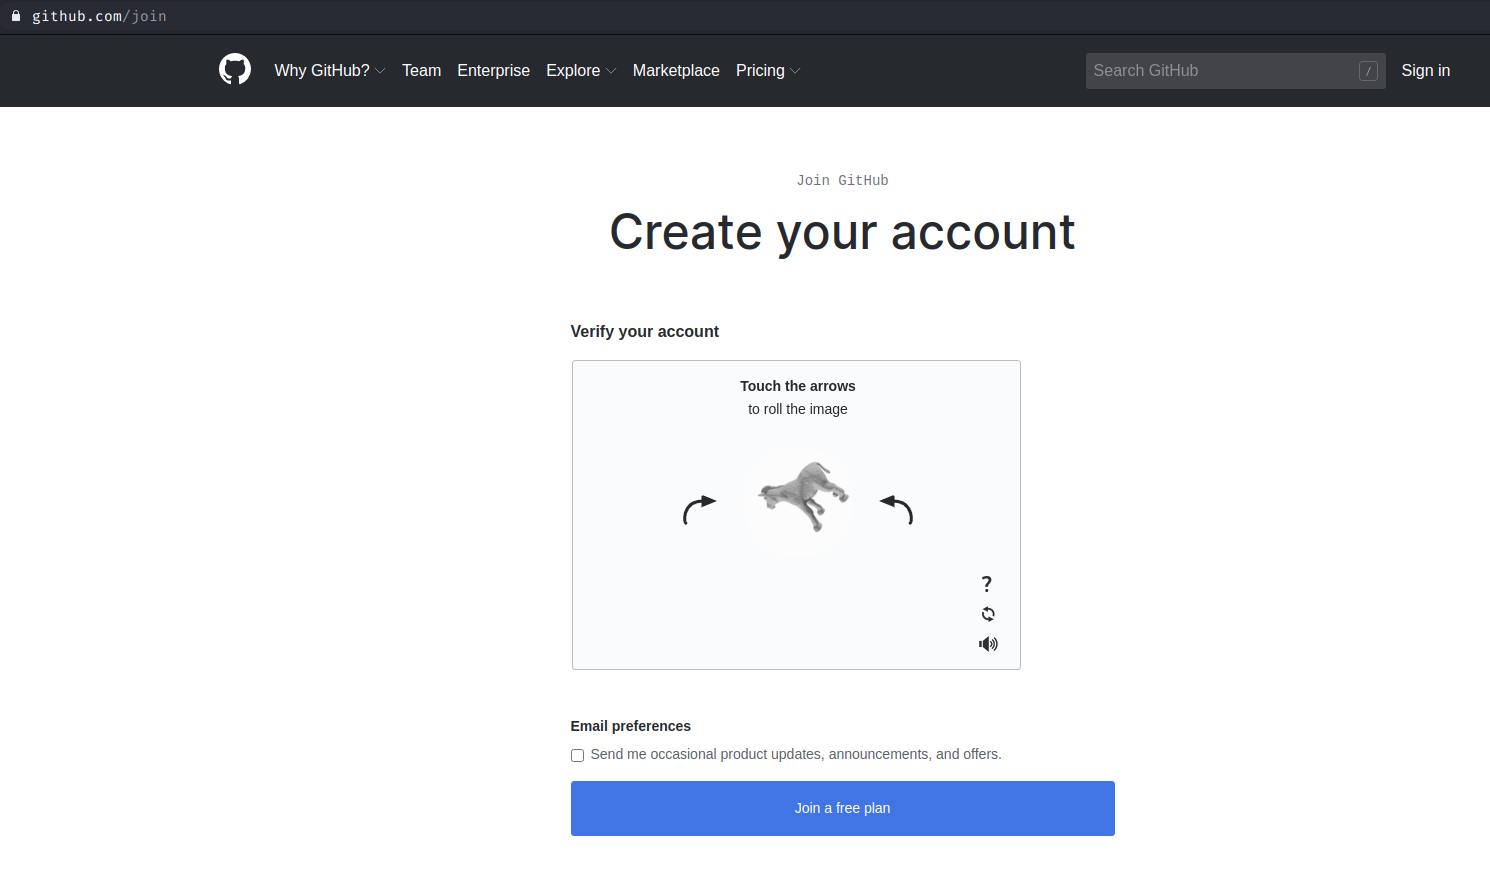 github.com/join
Why GitHub? Team Enterprise Explore Marketplace Pricing Search GitHub / Sign in
Join GitHub
Create your account
Verify your account
Touch the arrows
to roll the image
?
Email preferences
Send me occasional product updates, announcements, and offers.
Join a free plan